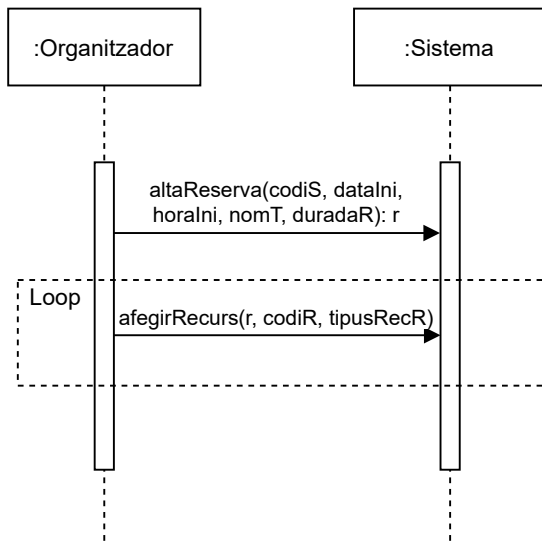 :Organitzador
:Sistema
altaReserva(codiS, dataIni,
horaIni, nomT, duradaR): r
Loop
afegirRecurs(r, codiR, tipusRecR)